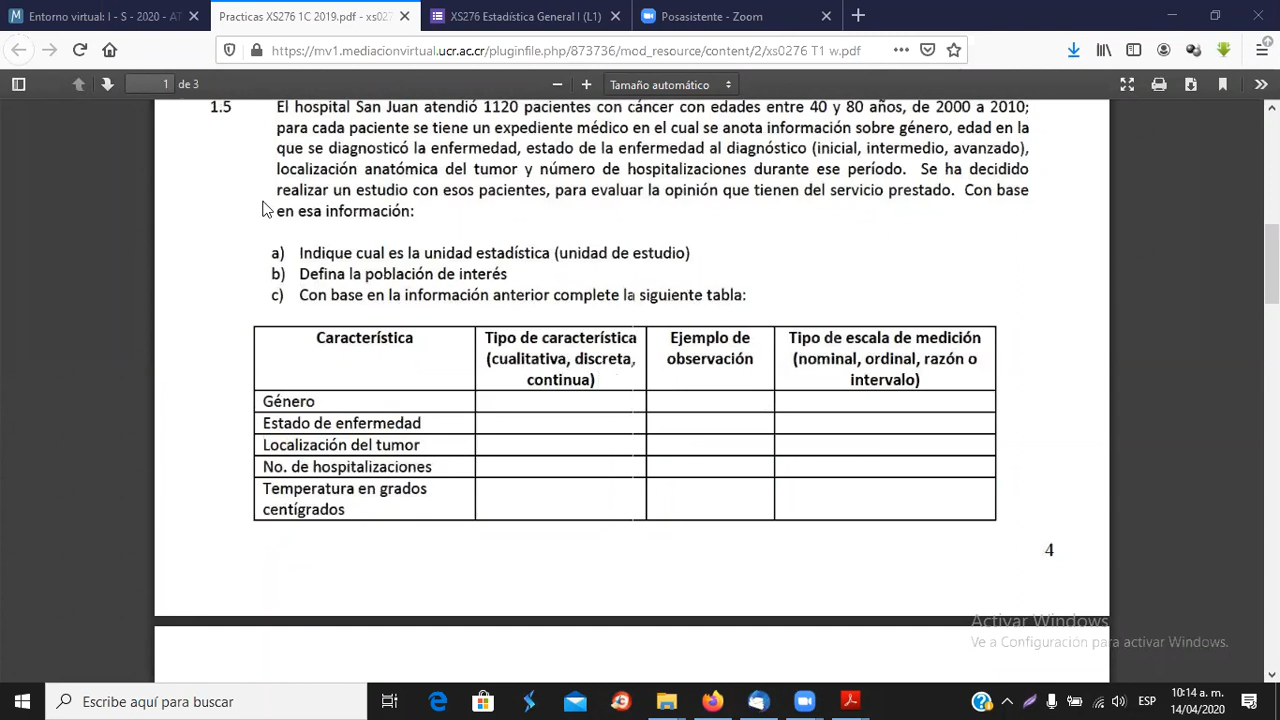 Entorno virtual: I - S - 2020 - AT
Practicas XS276 1C 2019.pdf - xs027
XS276 Estadística General I (L1)
Posasistente - Zoom
https://mv1.mediacionvirtual.ucr.ac.cr/pluginfile.php/873736/mod_resource/content/2/xs0276 T1 w.pdf
1 de 3
Tamaño automático
1.5 El hospital San Juan atendió 1120 pacientes con cáncer con edades entre 40 y 80 años, de 2000 a 2010;
para cada paciente se tiene un expediente médico en el cual se anota información sobre género, edad en la
que se diagnosticó la enfermedad, estado de la enfermedad al diagnóstico (inicial, intermedio, avanzado),
localización anatómica del tumor y número de hospitalizaciones durante ese período. Se ha decidido
realizar un estudio con esos pacientes, para evaluar la opinión que tienen del servicio prestado. Con base
en esa información:
a) Indique cual es la unidad estadística (unidad de estudio)
b) Defina la población de interés
c) Con base en la información anterior complete la siguiente tabla:
Característica
Tipo de característica
(cualitativa, discreta,
continua)
Ejemplo de
observación
Tipo de escala de medición
(nominal, ordinal, razón o
intervalo)
Género
Estado de enfermedad
Localización del tumor
No. de hospitalizaciones
Temperatura en grados
centígrados
4
Activar Windows
Ve a Configuración para activar Windows.
Escribe aquí para buscar
ESP
10:14 a. m.
14/04/2020